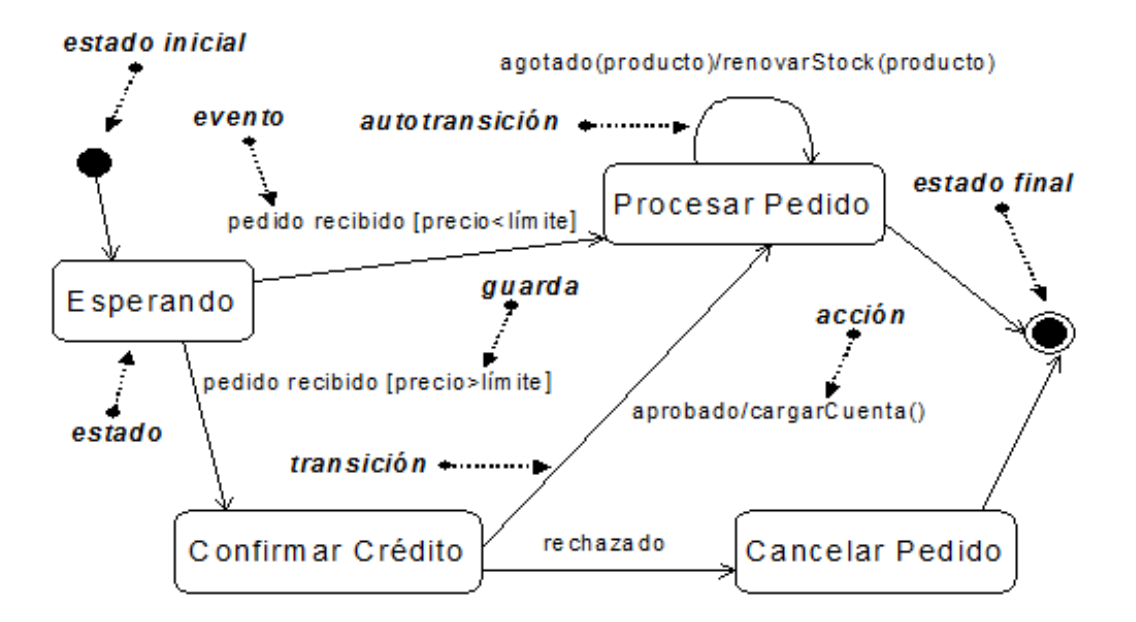 estado inicial
agotado(producto)/renovarStock(producto)
evento
autotransición
estado final
Procesar Pedido
pedido recibido [precio<límite]
Esperando
guarda
acción
pedido recibido [precio>límite]
aprobado/cargarCuenta()
estado
transición
rechazado
Confirmar Crédito
Cancelar Pedido